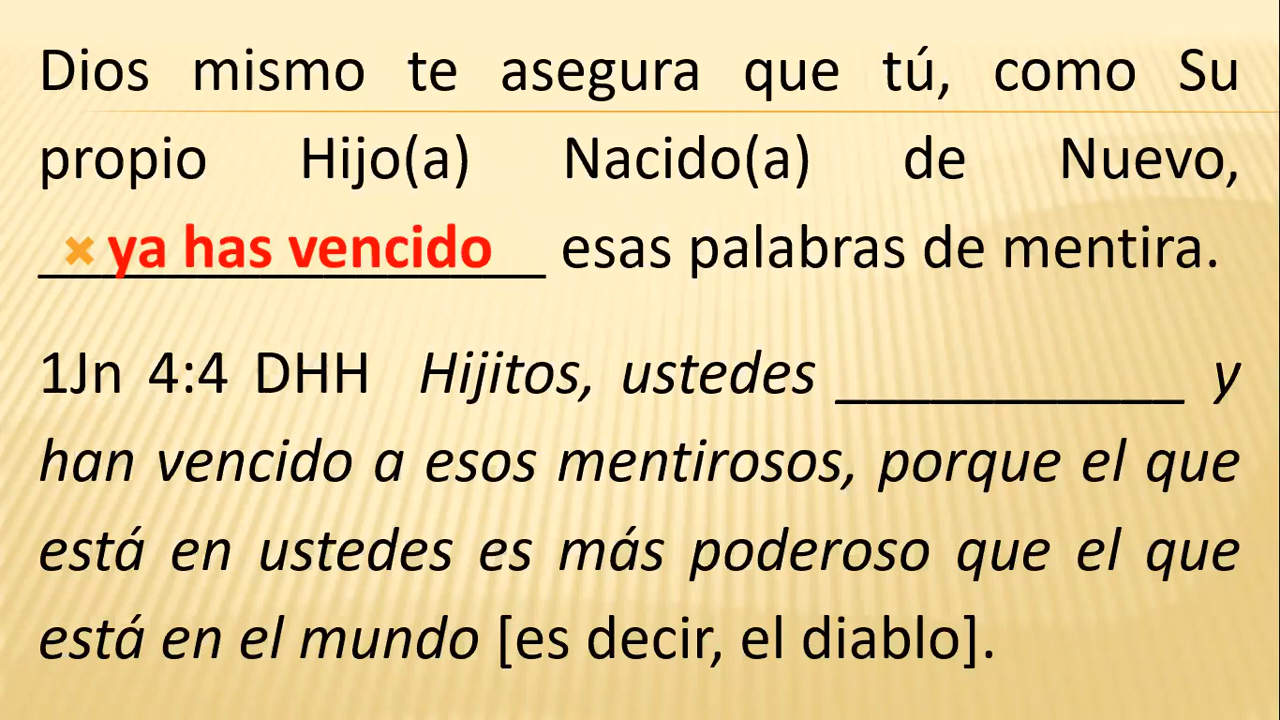 Dios mismo te asegura que tú, como Su
propio Hijo(a) Nacido(a) de Nuevo,
ya has vencido esas palabras de mentira.
1Jn 4:4 DHH Hijitos, ustedes ____________ y
han vencido a esos mentirosos, porque el que
está en ustedes es más poderoso que el que
está en el mundo [es decir, el diablo].